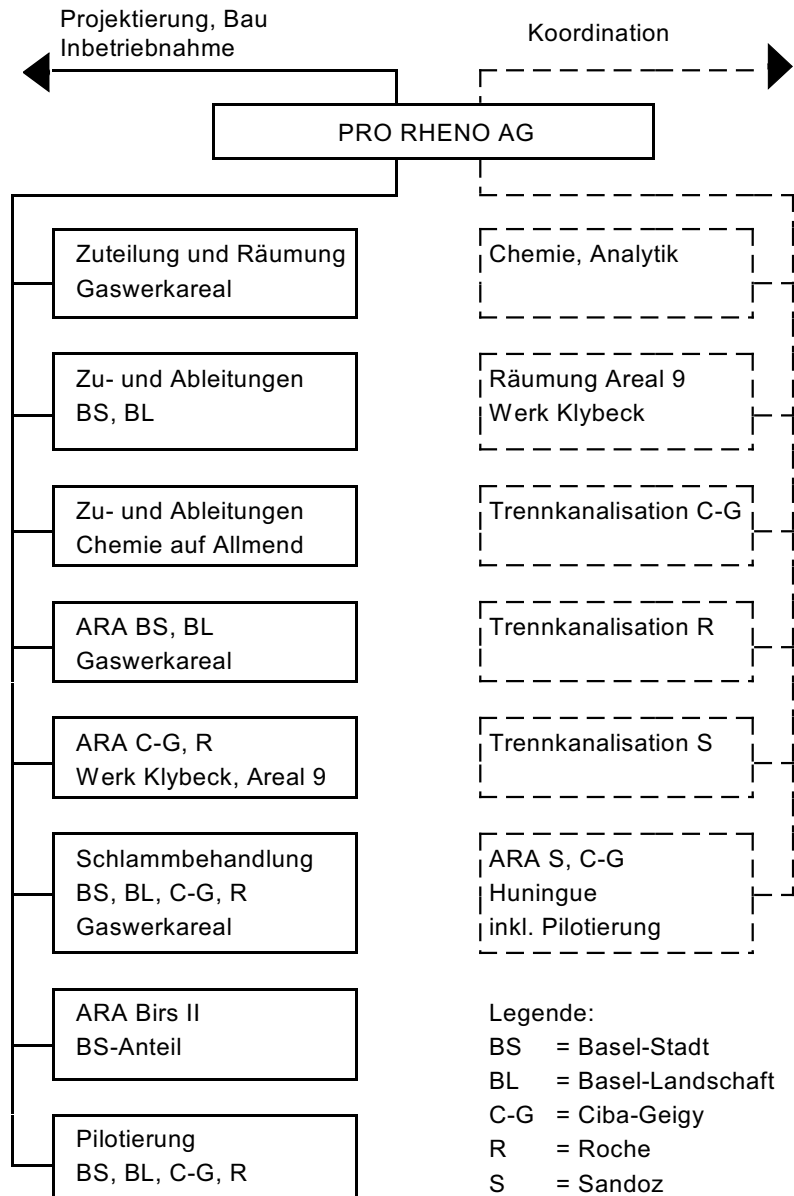 Projektierung, Bau
Inbetriebnahme
Koordination
PRO RHENO AG
Zuteilung und Räumung
Gaswerkareal
Zu- und Ableitungen
BS, BL
Zu- und Ableitungen
Chemie auf Allmend
ARA BS, BL
Gaswerkareal
ARA C-G, R
Werk Klybeck, Areal 9
Schlammbehandlung
BS, BL, C-G, R
Gaswerkareal
ARA Birs II
BS-Anteil
Pilotierung
BS, BL, C-G, R
Chemie, Analytik
Räumung Areal 9
Werk Klybeck
Trennkanalisation C-G
Trennkanalisation R
Trennkanalisation S
ARA S, C-G
Huningue
inkl. Pilotierung
Legende:
BS = Basel-Stadt
BL = Basel-Landschaft
C-G = Ciba-Geigy
R = Roche
S = Sandoz